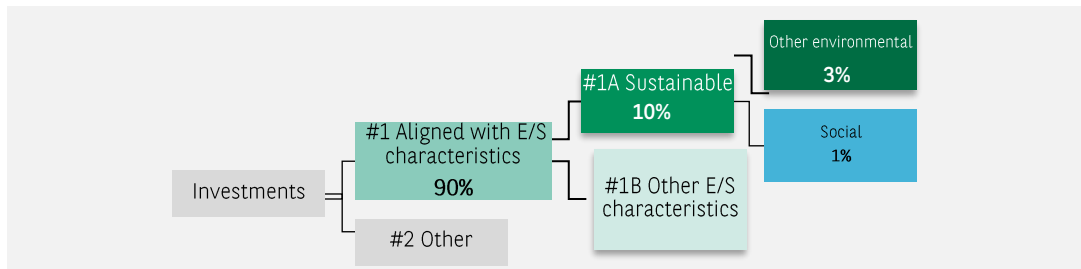 Investments
#1 Aligned with E/S
characteristics
90%
#2 Other
#1A Sustainable
10%
#1B Other E/S
characteristics
Other environmental
3%
Social
1%